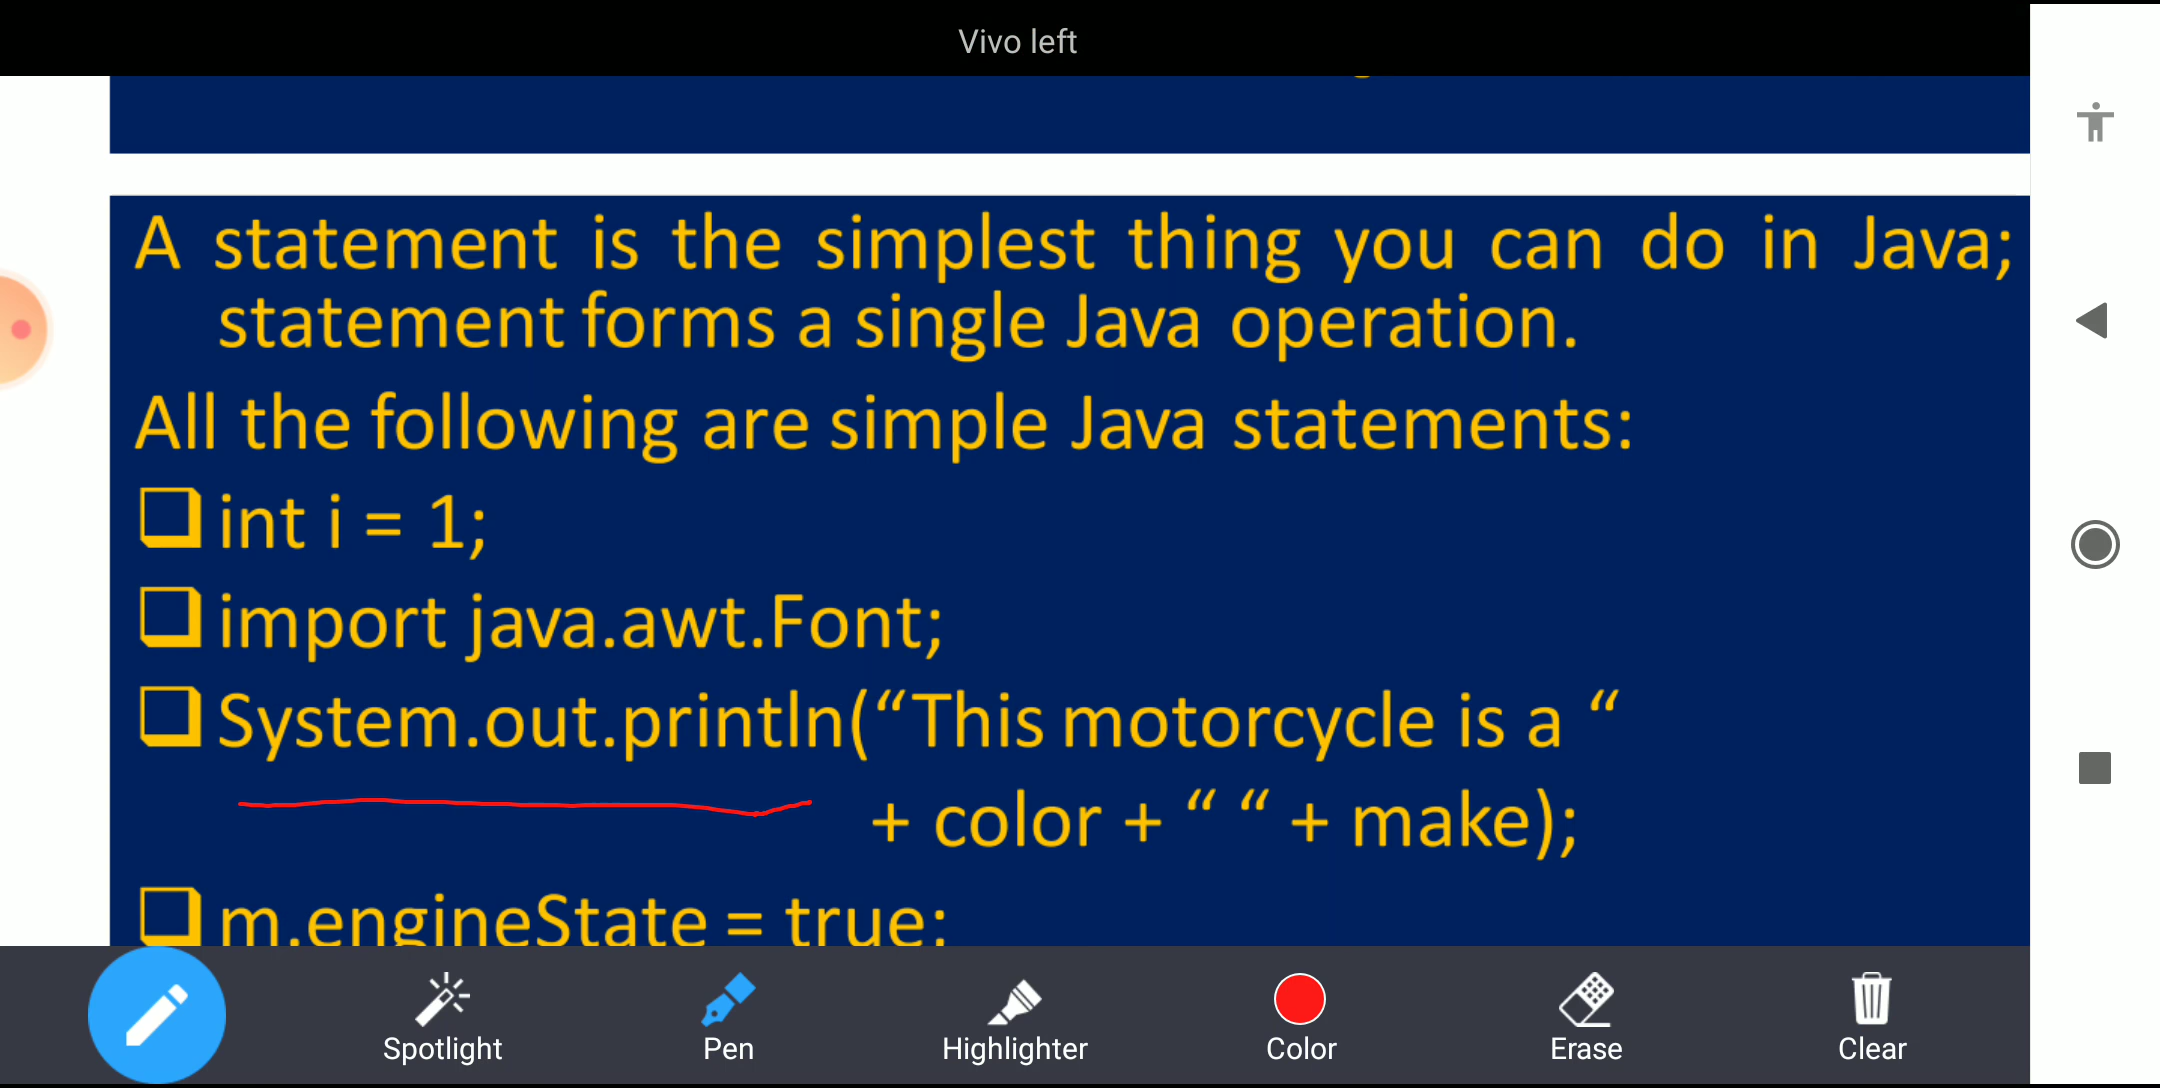 Vivo left
A statement is the simplest thing you can do in Java;
statement forms a single Java operation.
All the following are simple Java statements:
int i = 1;
import java.awt.Font;
System.out.println(“This motorcycle is a “
+ color + “ “ + make);
m.engineState = true;
Spotlight
Pen
Highlighter
Color
Erase
Clear